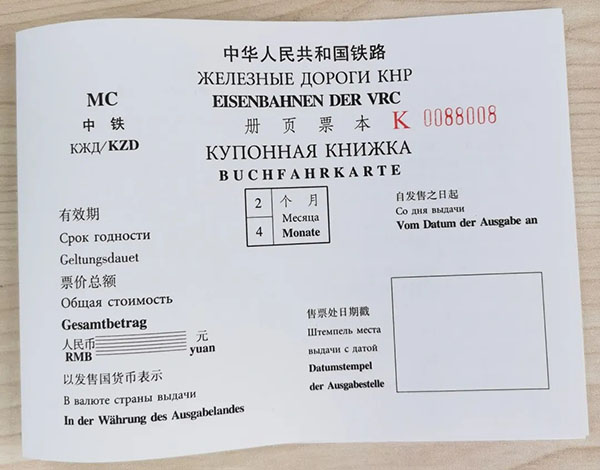 中华人民共和国铁路
ЖЕЛЕЗНЫЕ ДОРОГИ КНР
EISENBAHNEN DER VRC
MC
中 铁
КЖД/KZD
册 页 票 本 K 0088008
КУПОННАЯ КНИЖКА
BUCHFAHRKARTE
2 个 月
Месяца
4 Monate
自发售之日起
Со дня выдачи
Vom Datum der Ausgabe an
有效期
Срок годности
Geltungsdauet
票价总额
Общая стоимость
Gesamtbetrag
人民币 元
RMB yuan
以发售国货币表示
В валюте страны выдачи
In der Währung des Ausgabelandes
售票处日期戳
Штемпель места
выдачи с датой
Datumstempel
der Ausgabestelle